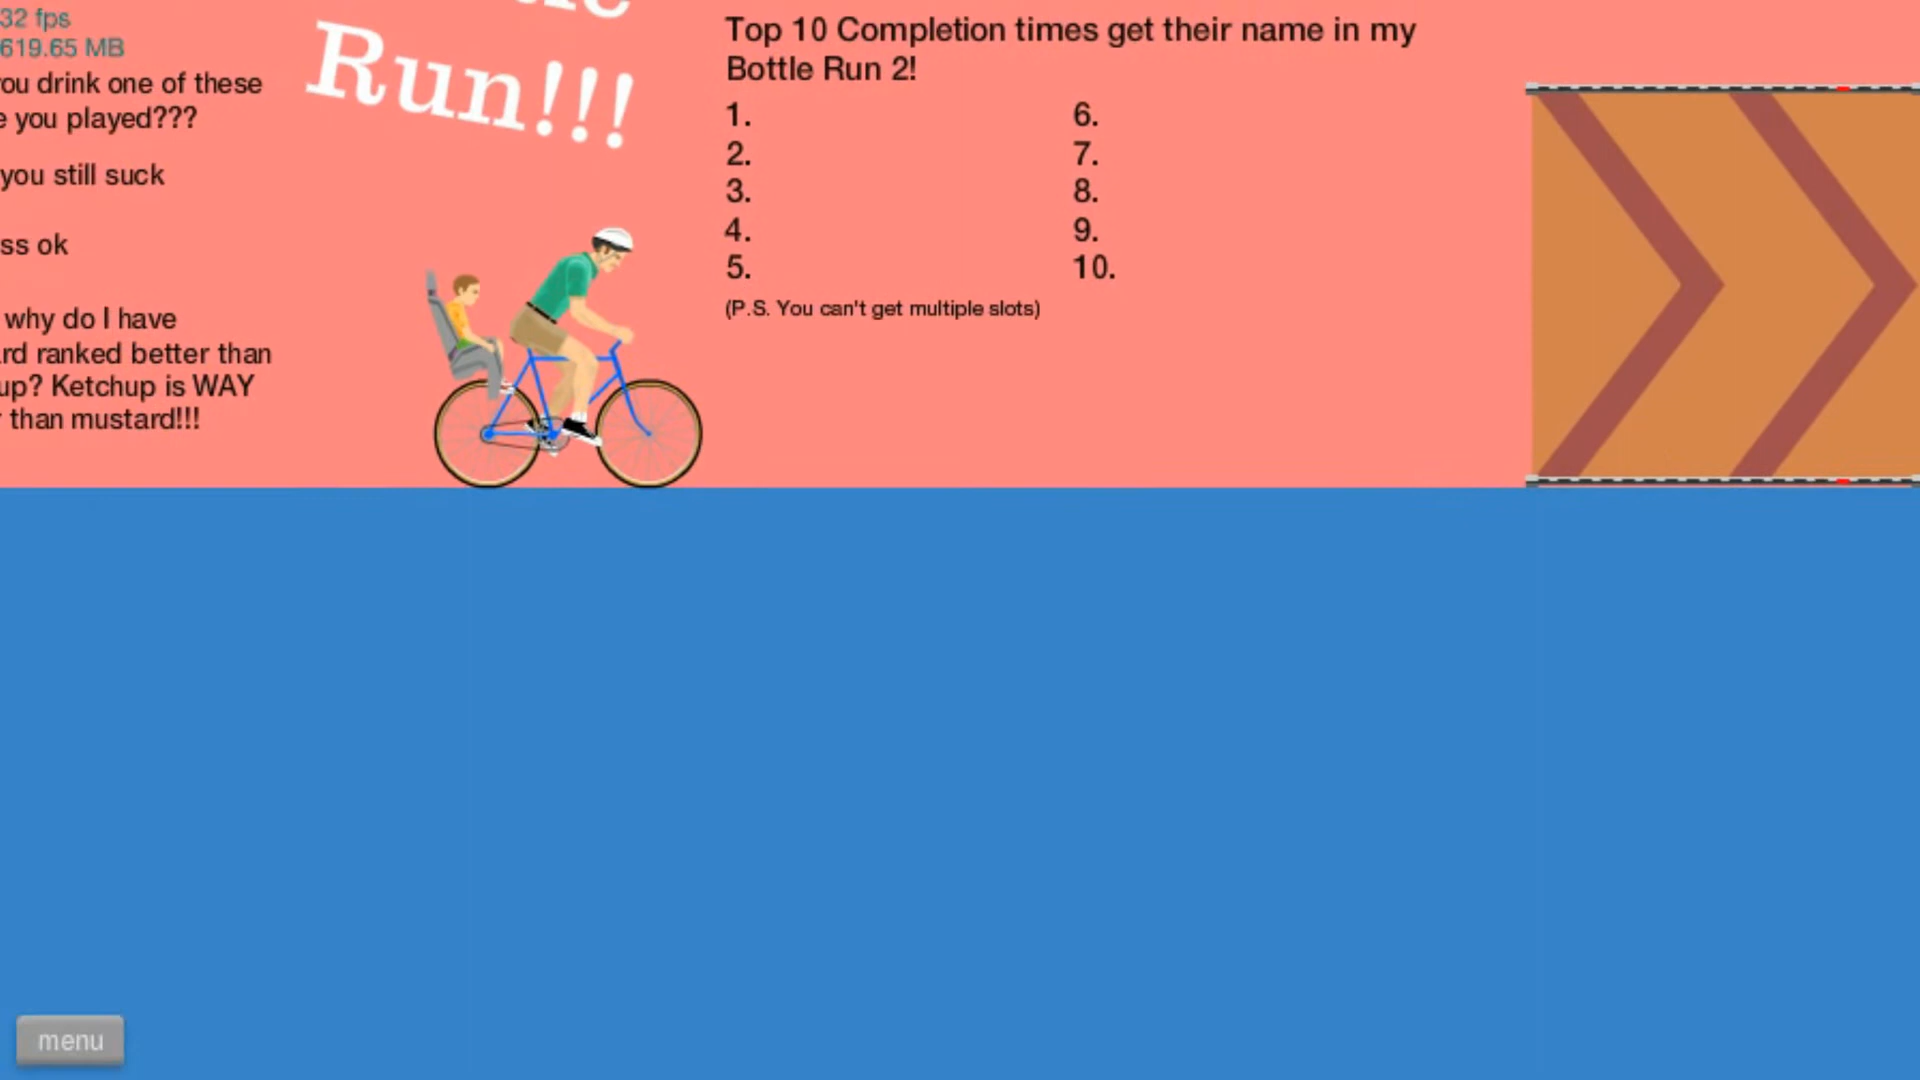 32 fps
619.65 MB
you drink one of these
e you played???
you still suck
ss ok
why do I have
rd ranked better than
up? Ketchup is WAY
r than mustard!!!
Run!!!
Top 10 Completion times get their name in my
Bottle Run 2!
1.
2.
3.
4.
5.
6.
7.
8.
9.
10.
(P.S. You can't get multiple slots)
menu